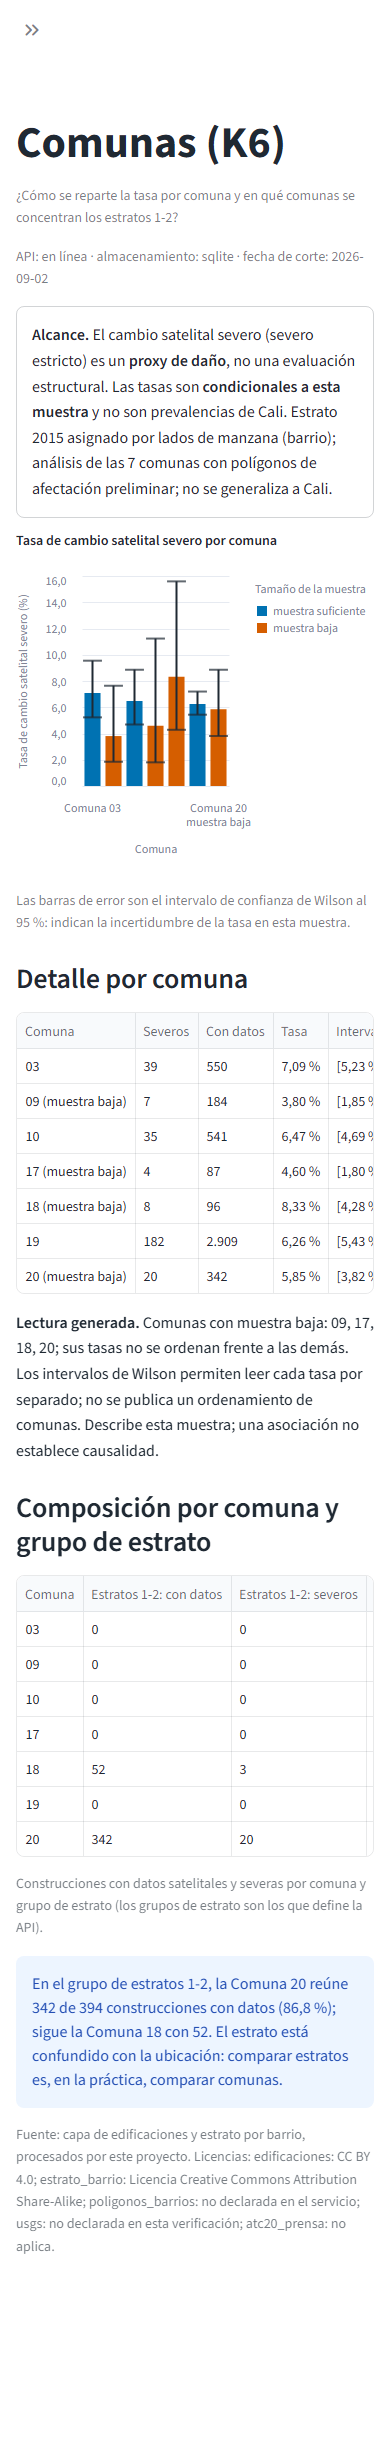 Comunas (K6)
¿Cómo se reparte la tasa por comuna y en qué comunas se
concentran los estratos 1-2?
API: en línea · almacenamiento: sqlite · fecha de corte: 2026-
09-02
Alcance. El cambio satelital severo (severo
estricto) es un proxy de daño, no una evaluación
estructural. Las tasas son condicionales a esta
muestra y no son prevalencias de Cali. Estrato
2015 asignado por lados de manzana (barrio);
análisis de las 7 comunas con polígonos de
afectación preliminar; no se generaliza a Cali.
Tasa de cambio satelital severo por comuna
Tasa de cambio satelital severo (%)
16,0
14,0
12,0
10,0
8,0
6,0
4,0
2,0
0,0
Comuna 03
Comuna 20
muestra baja
Comuna
Tamaño de la muestra
muestra suficiente
muestra baja
Las barras de error son el intervalo de confianza de Wilson al
95 %: indican la incertidumbre de la tasa en esta muestra.
Detalle por comuna
Comuna Severos Con datos Tasa Interva
03 39 550 7,09 % [5,23 %
09 (muestra baja) 7 184 3,80 % [1,85 %
10 35 541 6,47 % [4,69 %
17 (muestra baja) 4 87 4,60 % [1,80 %
18 (muestra baja) 8 96 8,33 % [4,28 %
19 182 2.909 6,26 % [5,43 %
20 (muestra baja) 20 342 5,85 % [3,82 %
Lectura generada. Comunas con muestra baja: 09, 17,
18, 20; sus tasas no se ordenan frente a las demás.
Los intervalos de Wilson permiten leer cada tasa por
separado; no se publica un ordenamiento de
comunas. Describe esta muestra; una asociación no
establece causalidad.
Composición por comuna y
grupo de estrato
Comuna Estratos 1-2: con datos Estratos 1-2: severos
03 0 0
09 0 0
10 0 0
17 0 0
18 52 3
19 0 0
20 342 20
Construcciones con datos satelitales y severas por comuna y
grupo de estrato (los grupos de estrato son los que define la
API).
En el grupo de estratos 1-2, la Comuna 20 reúne
342 de 394 construcciones con datos (86,8 %);
sigue la Comuna 18 con 52. El estrato está
confundido con la ubicación: comparar estratos
es, en la práctica, comparar comunas.
Fuente: capa de edificaciones y estrato por barrio,
procesados por este proyecto. Licencias: edificaciones: CC BY
4.0; estrato_barrio: Licencia Creative Commons Attribution
Share-Alike; poligonos_barrios: no declarada en el servicio;
usgs: no declarada en esta verificación; atc20_prensa: no
aplica.